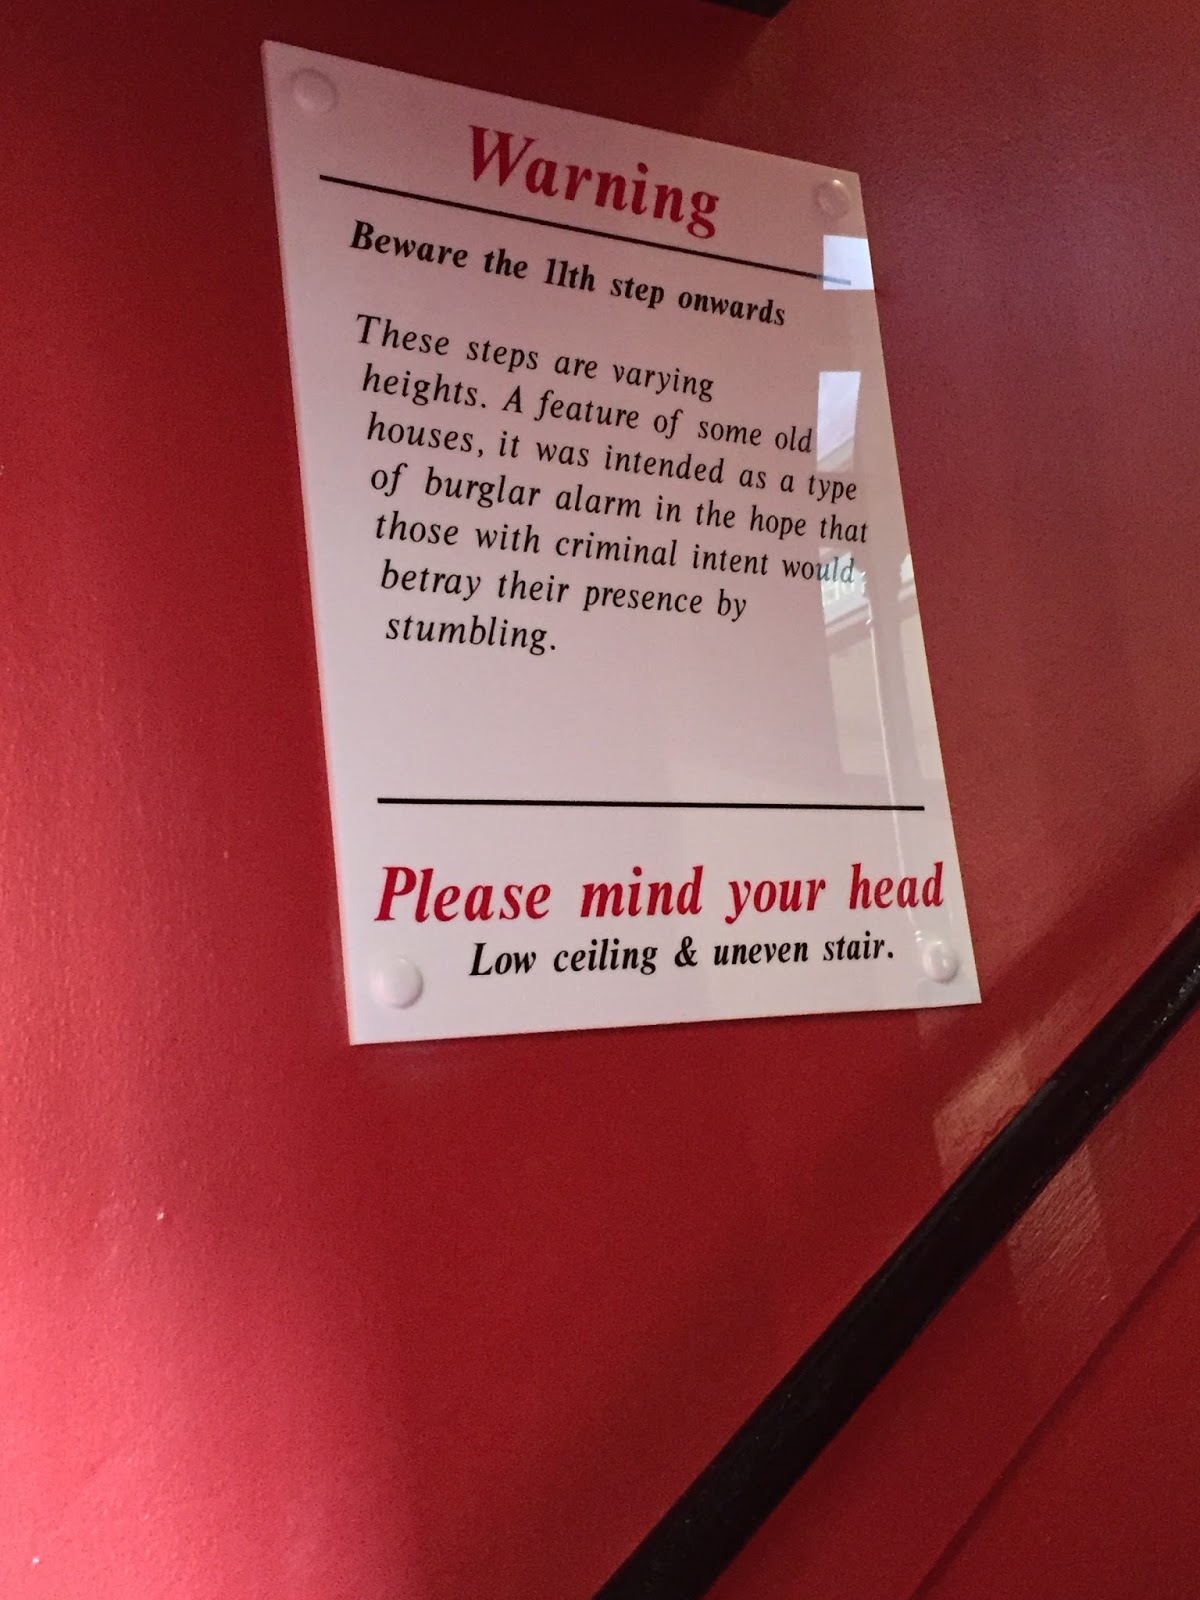 Warning
Beware the 11th step onwards
These steps are varying
heights. A feature of some old
houses, it was intended as a type
of burglar alarm in the hope that
those with criminal intent would
betray their presence by
stumbling.
Please mind your head
Low ceiling & uneven stair.